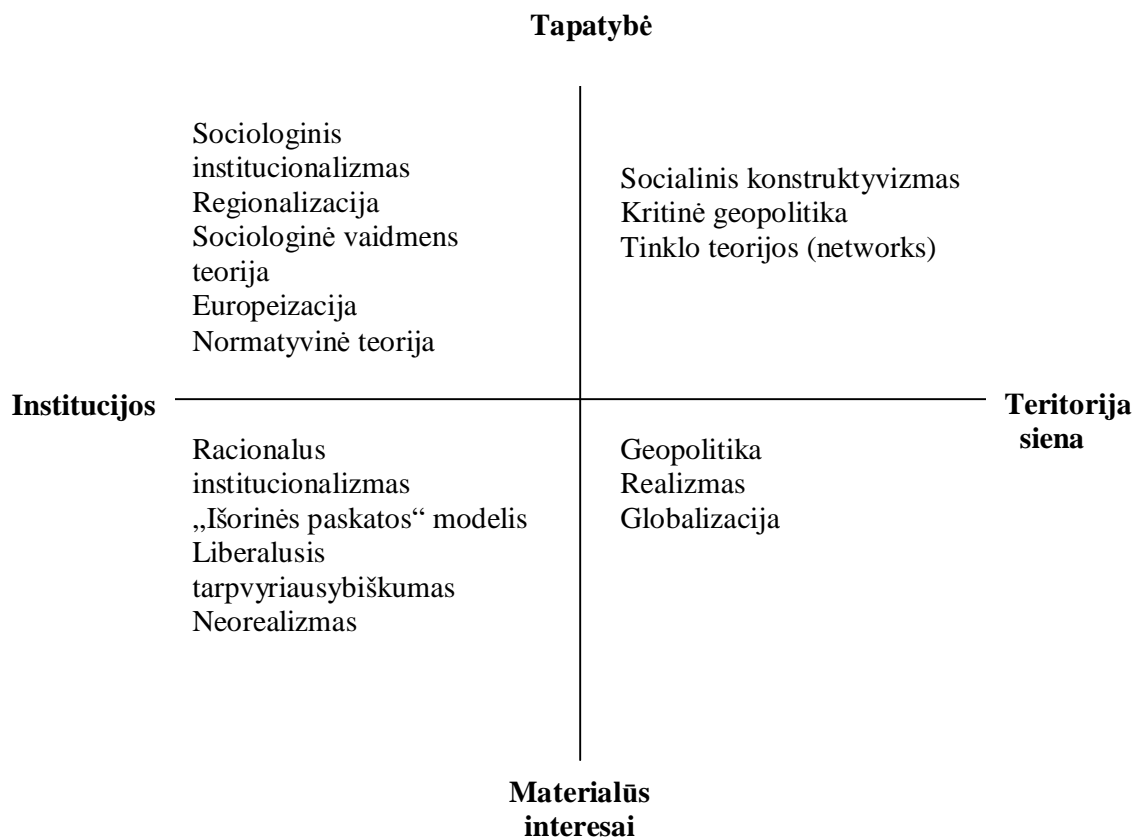 Tapatybė
Sociologinis
institucionalizmas
Regionalizacija
Sociologinė vaidmens
teorija
Europeizacija
Normatyvinė teorija
Socialinis konstruktyvizmas
Kritinė geopolitika
Tinklo teorijos (networks)
Institucijos
Teritorija
siena
Racionalus
institucionalizmas
„Išorinės paskatos“ modelis
Liberalusis
tarpvyriausybiškumas
Neorealizmas
Geopolitika
Realizmas
Globalizacija
Materialūs
interesai